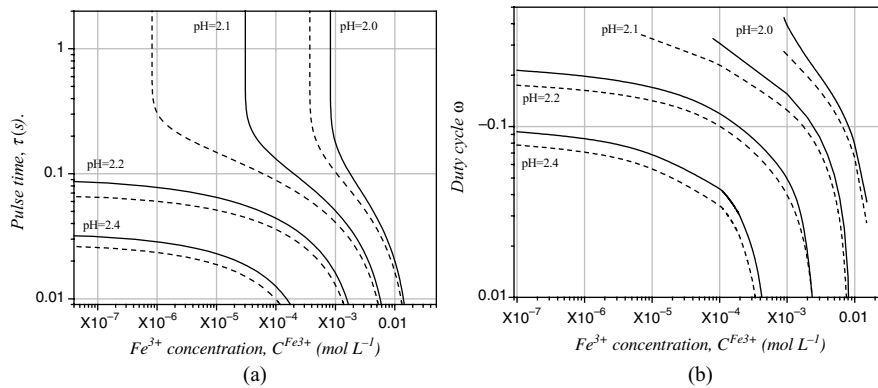 1
0.1
0.01
Pulse time, τ(s).
pH=2.1
pH=2.0
pH=2.2
pH=2.4
X10⁻⁷ X10⁻⁶ X10⁻⁵ X10⁻⁴ X10⁻³ 0.01
Fe³⁺ concentration, C^Fe3+ (mol L⁻¹)
(a)
−0.1
0.01
Duty cycle ω
pH=2.1
pH=2.0
pH=2.2
pH=2.4
X10⁻⁷ X10⁻⁶ X10⁻⁵ X10⁻⁴ X10⁻³ 0.01
Fe³⁺ concentration, C^Fe3+ (mol L⁻¹)
(b)